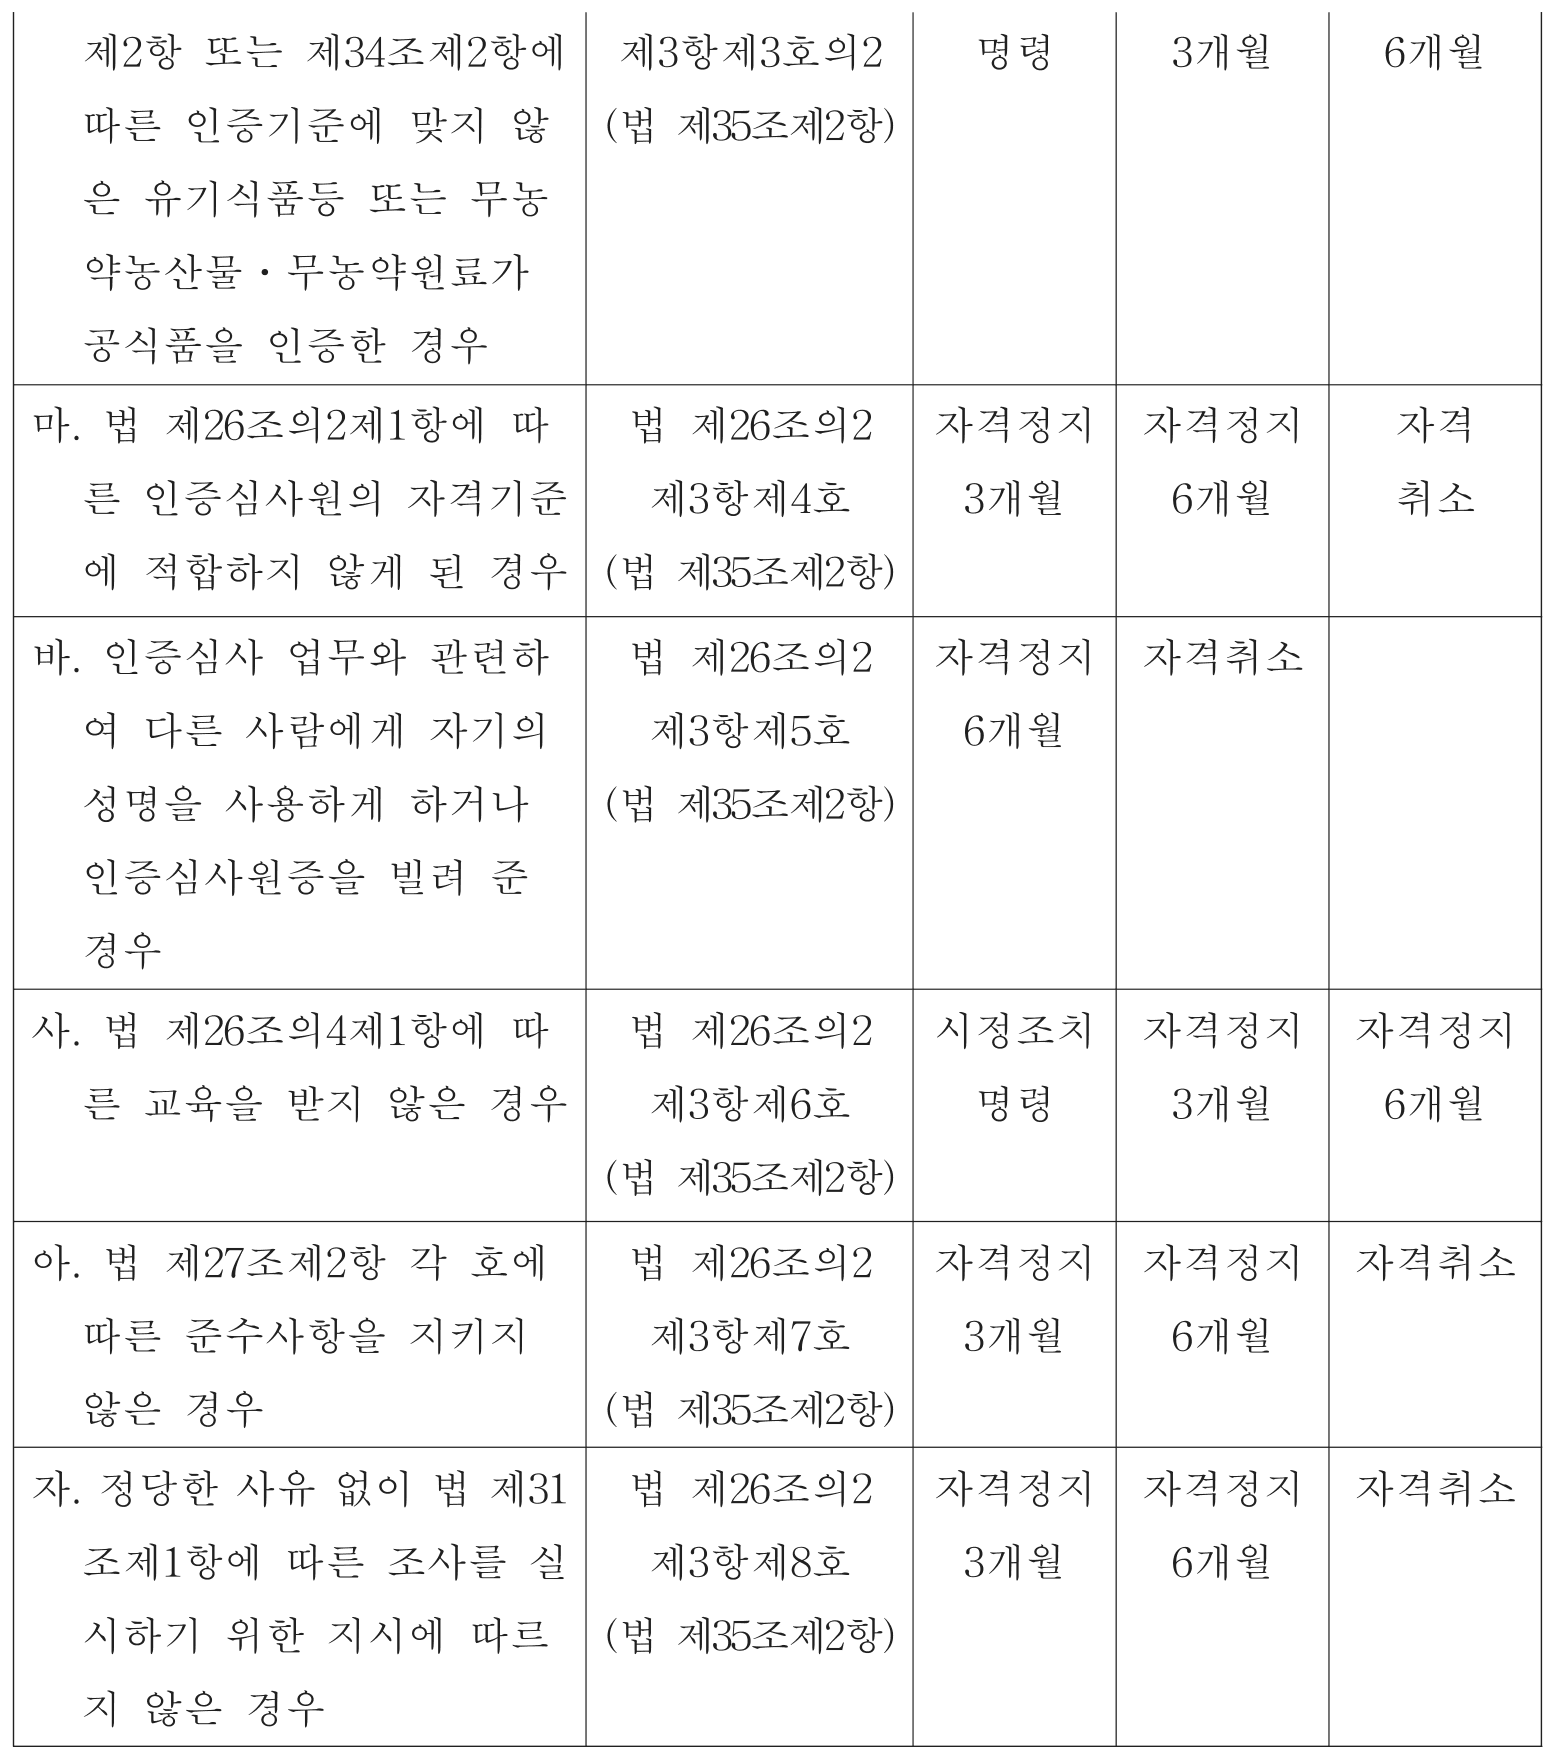 제2항 또는 제34조제2항에
따른 인증기준에 맞지 않
은 유기식품등 또는 무농
약농산물·무농약원료가
공식품을 인증한 경우
제3항제3호의2
(법 제35조제2항)
명령
3개월
6개월
마. 법 제26조의2제1항에 따
른 인증심사원의 자격기준
에 적합하지 않게 된 경우
법 제26조의2
제3항제4호
(법 제35조제2항)
자격정지
3개월
자격정지
6개월
자격
취소
바. 인증심사 업무와 관련하
여 다른 사람에게 자기의
성명을 사용하게 하거나
인증심사원증을 빌려 준
경우
법 제26조의2
제3항제5호
(법 제35조제2항)
자격정지
6개월
자격취소
사. 법 제26조의4제1항에 따
른 교육을 받지 않은 경우
법 제26조의2
제3항제6호
(법 제35조제2항)
시정조치
명령
자격정지
3개월
자격정지
6개월
아. 법 제27조제2항 각 호에
따른 준수사항을 지키지
않은 경우
법 제26조의2
제3항제7호
(법 제35조제2항)
자격정지
3개월
자격정지
6개월
자격취소
자. 정당한 사유 없이 법 제31
조제1항에 따른 조사를 실
시하기 위한 지시에 따르
지 않은 경우
법 제26조의2
제3항제8호
(법 제35조제2항)
자격정지
3개월
자격정지
6개월
자격취소